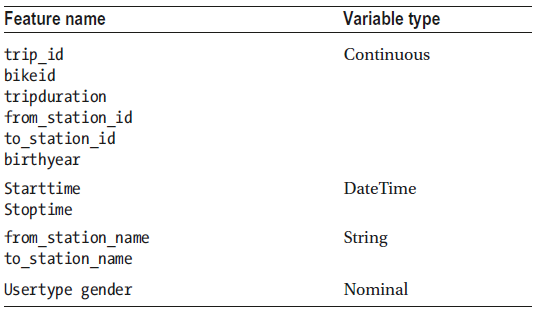 Feature name Variable type
trip_id Continuous
bikeid
tripduration
from_station_id
to_station_id
birthyear
Starttime DateTime
Stoptime
from_station_name String
to_station_name
Usertype gender Nominal